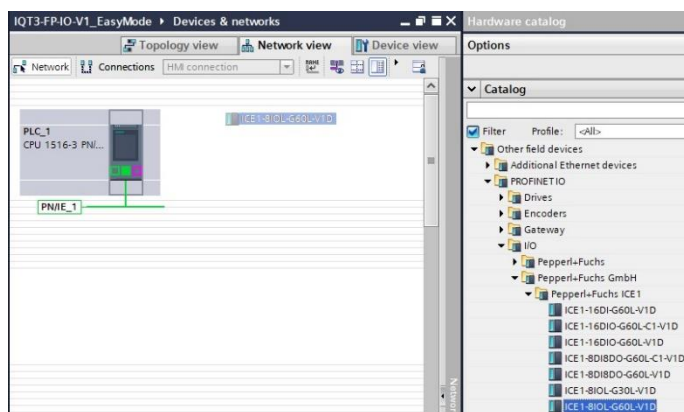 IQT3-FP-IO-V1_EasyMode ▸ Devices & networks
Topology view Network view Device view
Network Connections HMI connection
ICE1-8IOL-G60L-V1D
PLC_1
CPU 1516-3 PN/...
PN/IE_1
Network
Hardware catalog
Options
Catalog
Filter Profile: <All>
Other field devices
Additional Ethernet devices
PROFINET IO
Drives
Encoders
Gateway
I/O
Pepperl+Fuchs
Pepperl+Fuchs GmbH
Pepperl+Fuchs ICE1
ICE1-16DI-G60L-V1D
ICE1-16DIO-G60L-C1-V1D
ICE1-16DIO-G60L-V1D
ICE1-8DI8DO-G60L-C1-V1D
ICE1-8DI8DO-G60L-V1D
ICE1-8IOL-G30L-V1D
ICE1-8IOL-G60L-V1D